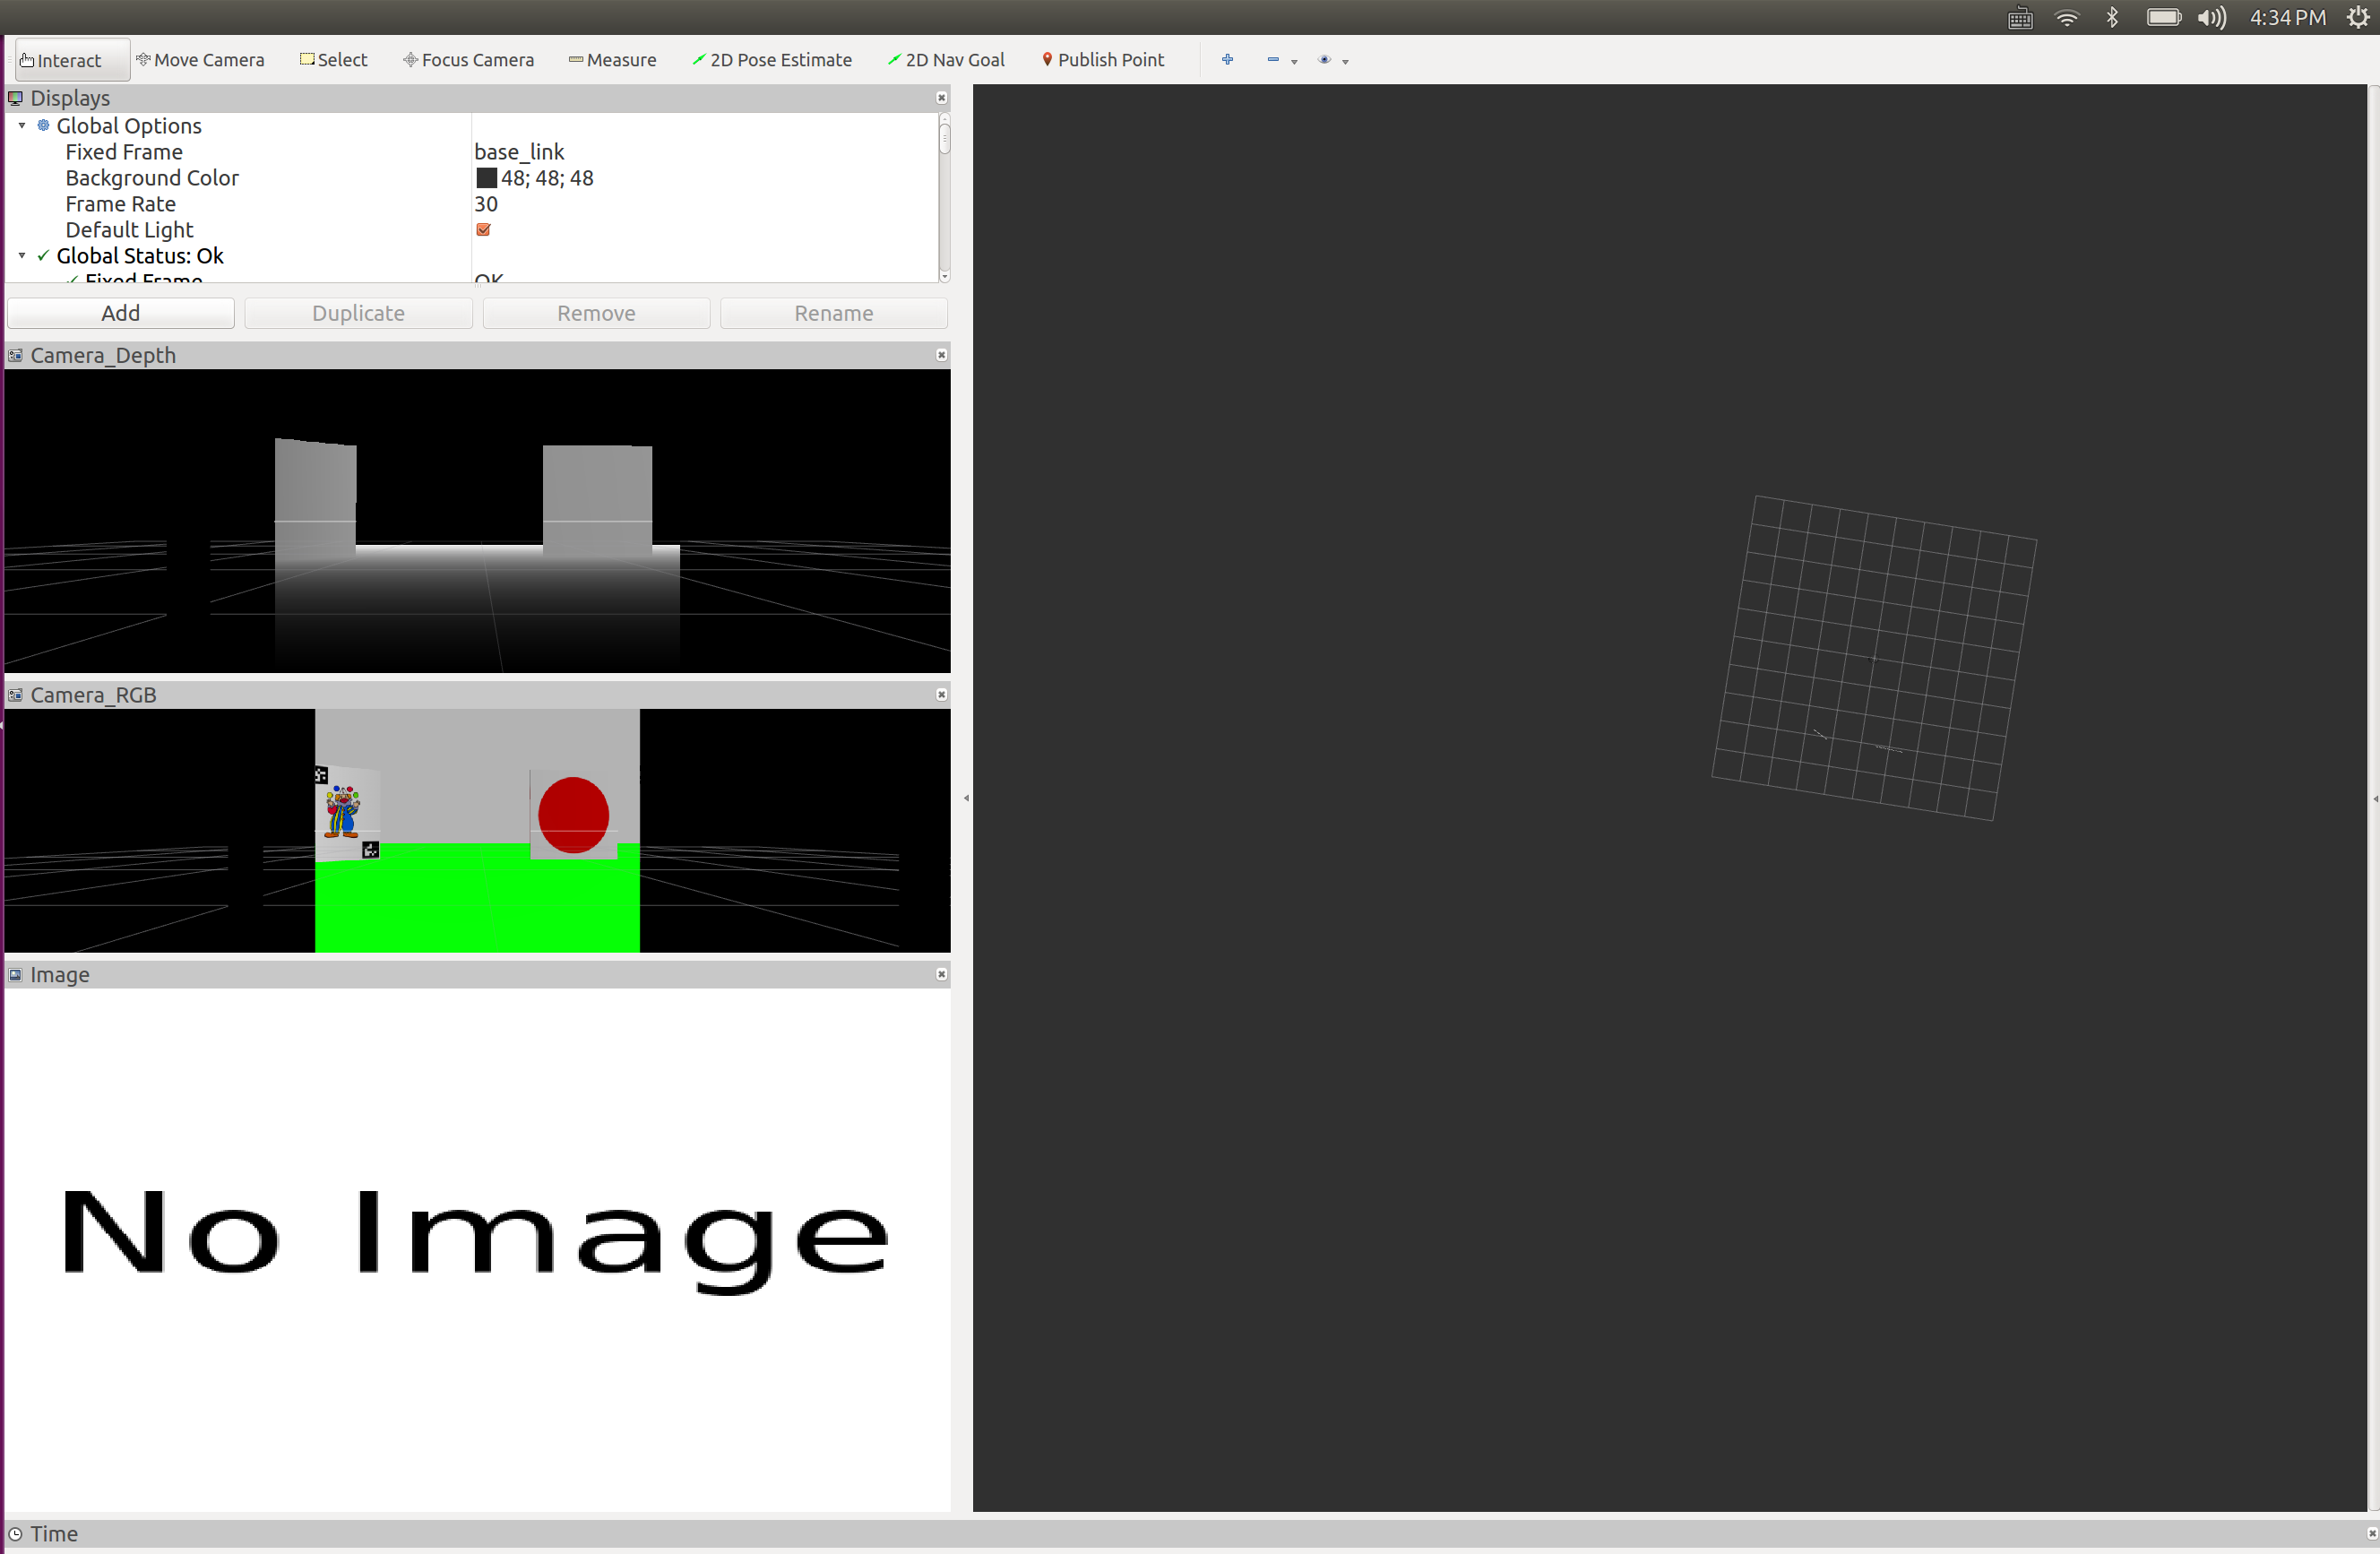 4:34 PM
Interact Move Camera Select Focus Camera Measure 2D Pose Estimate 2D Nav Goal Publish Point
Displays
Global Options
Fixed Frame base_link
Background Color 48; 48; 48
Frame Rate 30
Default Light
Global Status: Ok
Fixed Frame OK
Add Duplicate Remove Rename
Camera_Depth
Camera_RGB
Image
No Image
Time